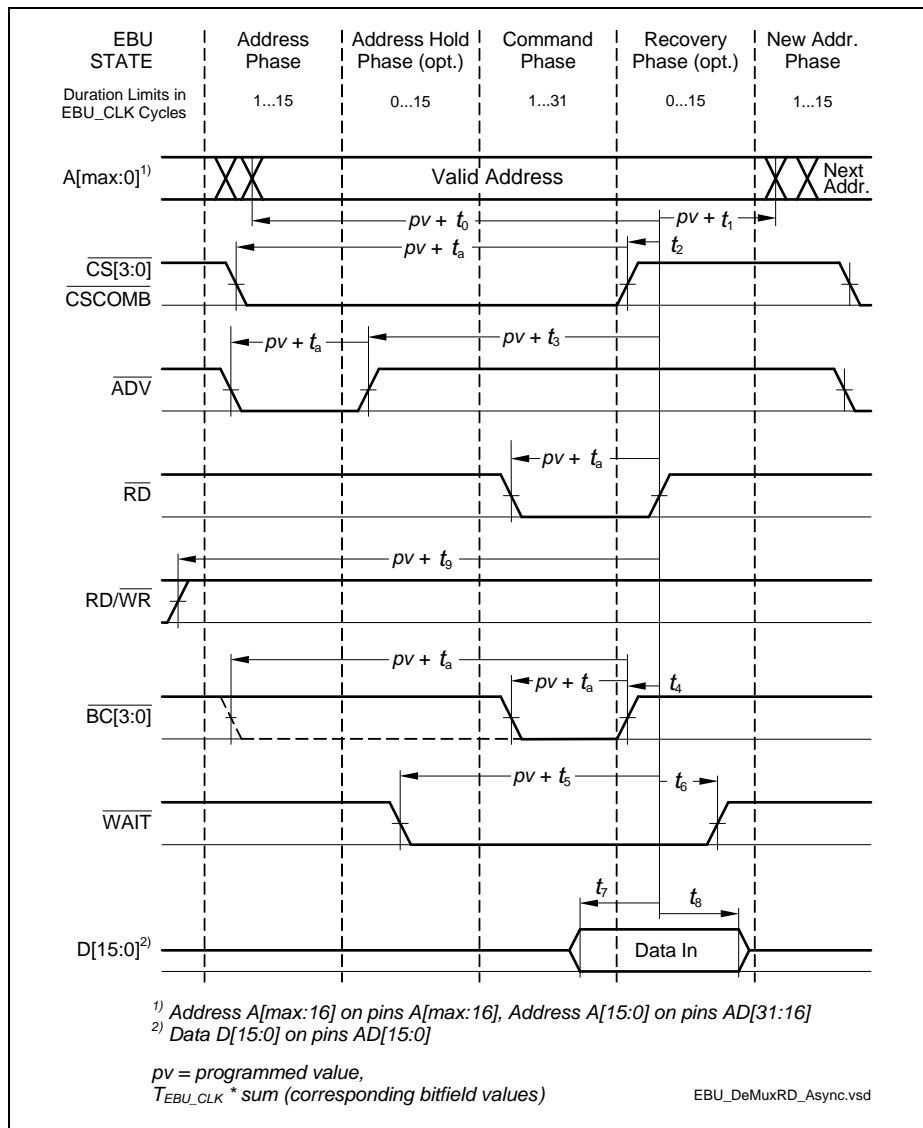 EBU STATE
Address Phase
Address Hold Phase (opt.)
Command Phase
Recovery Phase (opt.)
New Addr. Phase
Duration Limits in EBU_CLK Cycles
1...15
0...15
1...31
0...15
1...15
A[max:0]1)
Valid Address
Next Addr.
pv + t0
pv + t1
pv + ta
t2
CS[3:0]
CSCOMB
pv + ta
pv + t3
ADV
pv + ta
RD
pv + t9
RD/WR
pv + ta
pv + ta
t4
BC[3:0]
pv + t5
t6
WAIT
t7
t8
D[15:0]2)
Data In
1) Address A[max:16] on pins A[max:16], Address A[15:0] on pins AD[31:16]
2) Data D[15:0] on pins AD[15:0]
pv = programmed value,
TEBU_CLK * sum (corresponding bitfield values)
EBU_DeMuxRD_Async.vsd